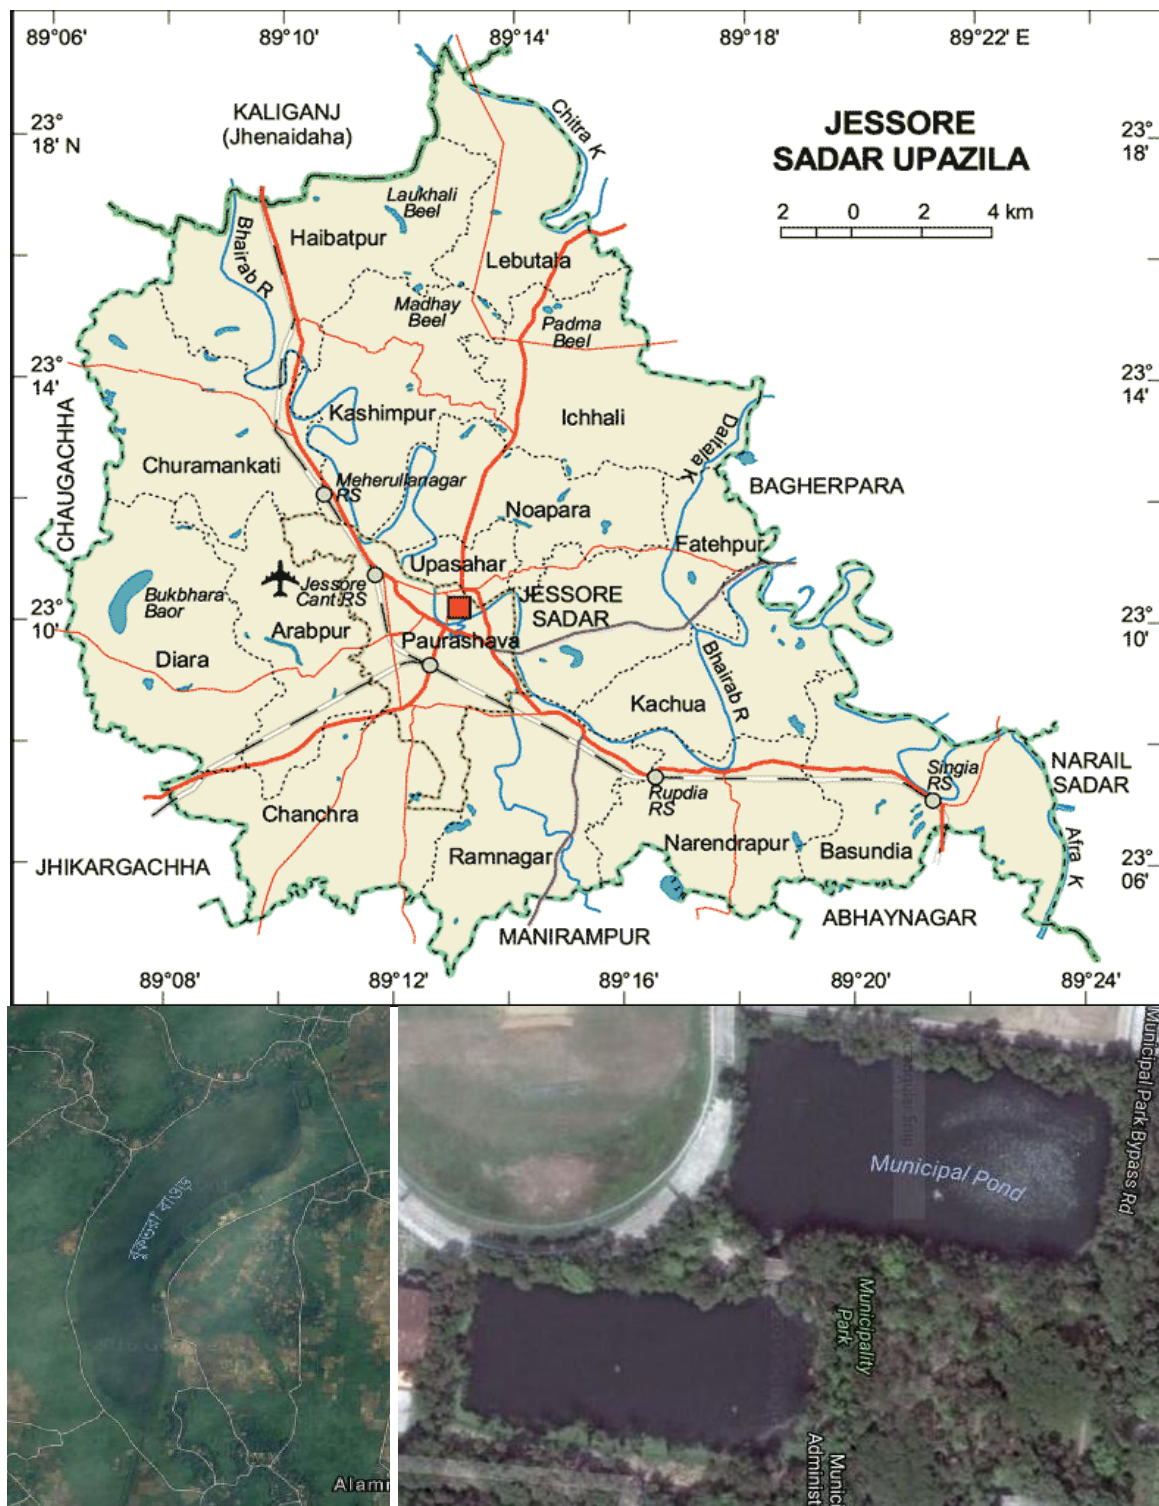 89°06'
89°10'
89°14'
89°18'
89°22' E
KALIGANJ
(Jhenaidaha)
JESSORE
SADAR UPAZILA
2 0 2 4 km
23°
18' N
23°
18'
Chitra K
Laukhali
Beel
Haibatpur
Bhairab R
Lebutala
Madhay
Beel
Padma
Beel
23°
14'
23°
14'
CHAUGACHHA
Kashimpur
Ichhali
Daitala K
Churamankati
Meherullanagar
RS
BAGHERPARA
Noapara
Fatehpur
Upasahar
Bukbhara
Baor
Jessore
Cant RS
JESSORE
SADAR
23°
10'
23°
10'
Arabpur
Paurashava
Diara
Bhairab R
Kachua
Singia
RS
NARAIL
SADAR
Rupdia
RS
Chanchra
Ramnagar
Narendrapur
Basundia
Afra K
JHIKARGACHHA
23°
06'
MANIRAMPUR
ABHAYNAGAR
89°08'
89°12'
89°16'
89°20'
89°24'
বুকভরা বাওড়
Municipal Pond
Municipal Park Bypass Rd
Municipality
Park